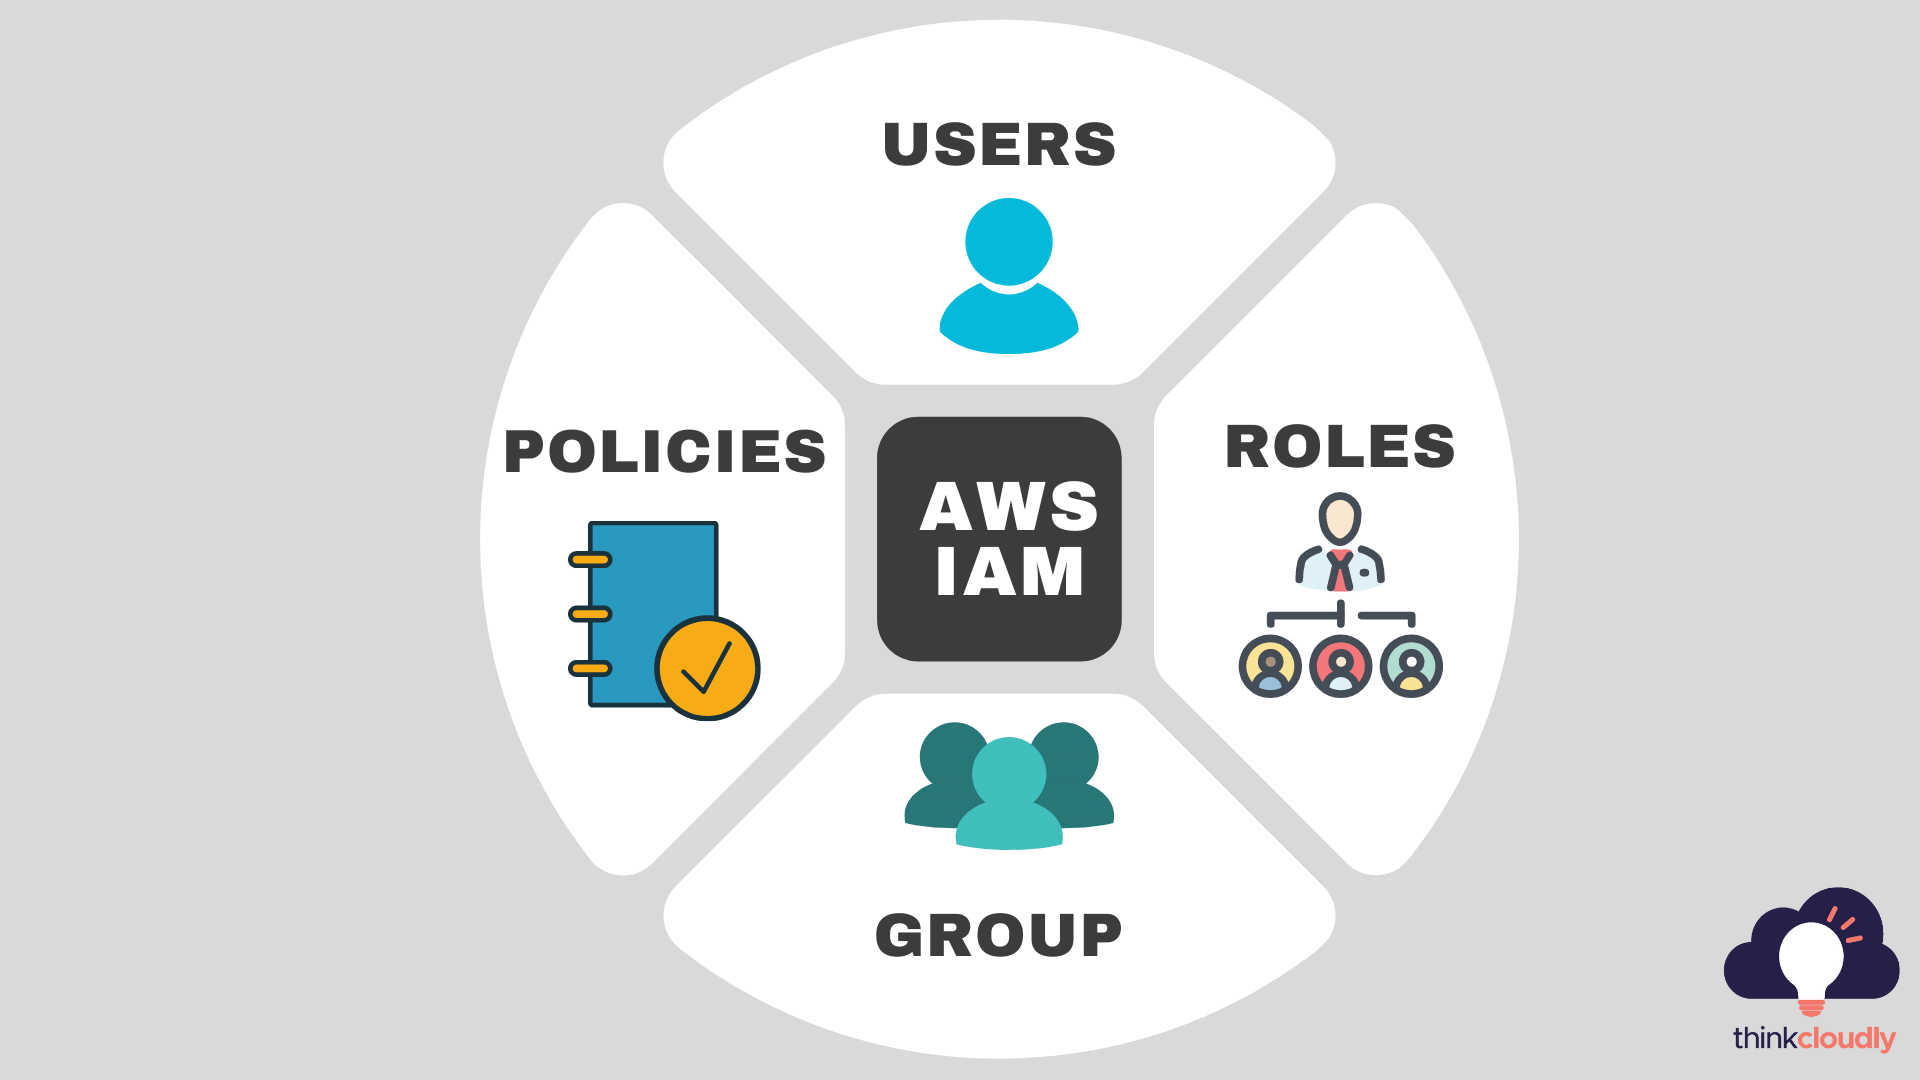 USERS
POLICIES
ROLES
AWS
IAM
GROUP
thinkcloudly